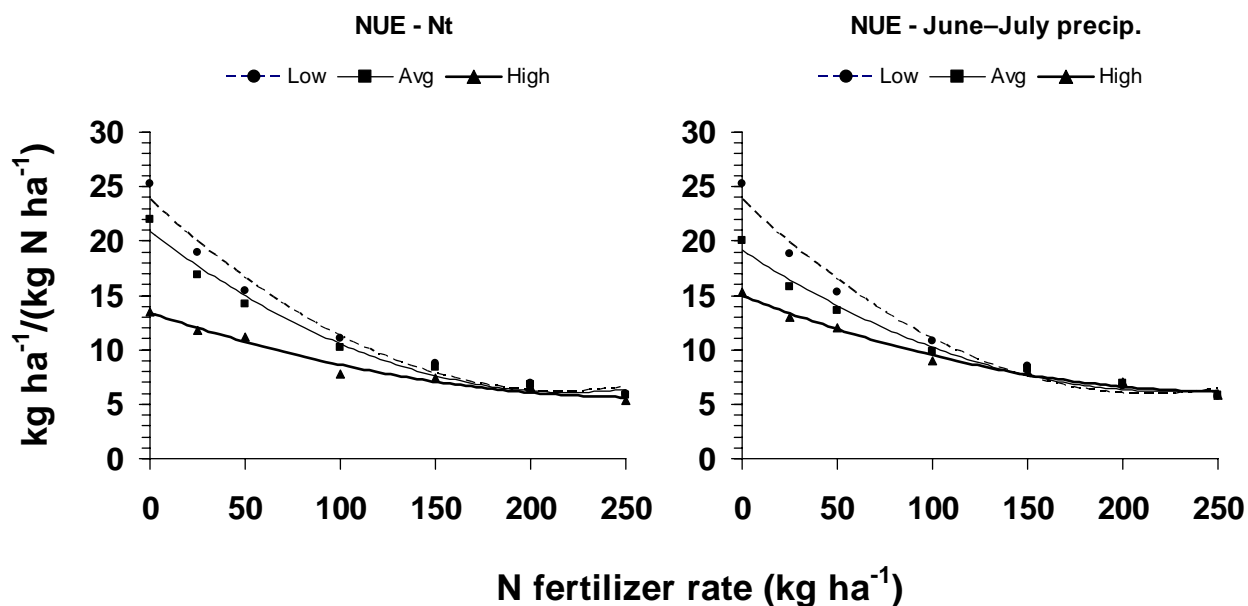 NUE - Nt
Low Avg High
NUE - June–July precip.
Low Avg High
kg ha⁻¹/(kg N ha⁻¹)
30
25
20
15
10
5
0
0 50 100 150 200 250
30
25
20
15
10
5
0
0 50 100 150 200 250
N fertilizer rate (kg ha⁻¹)